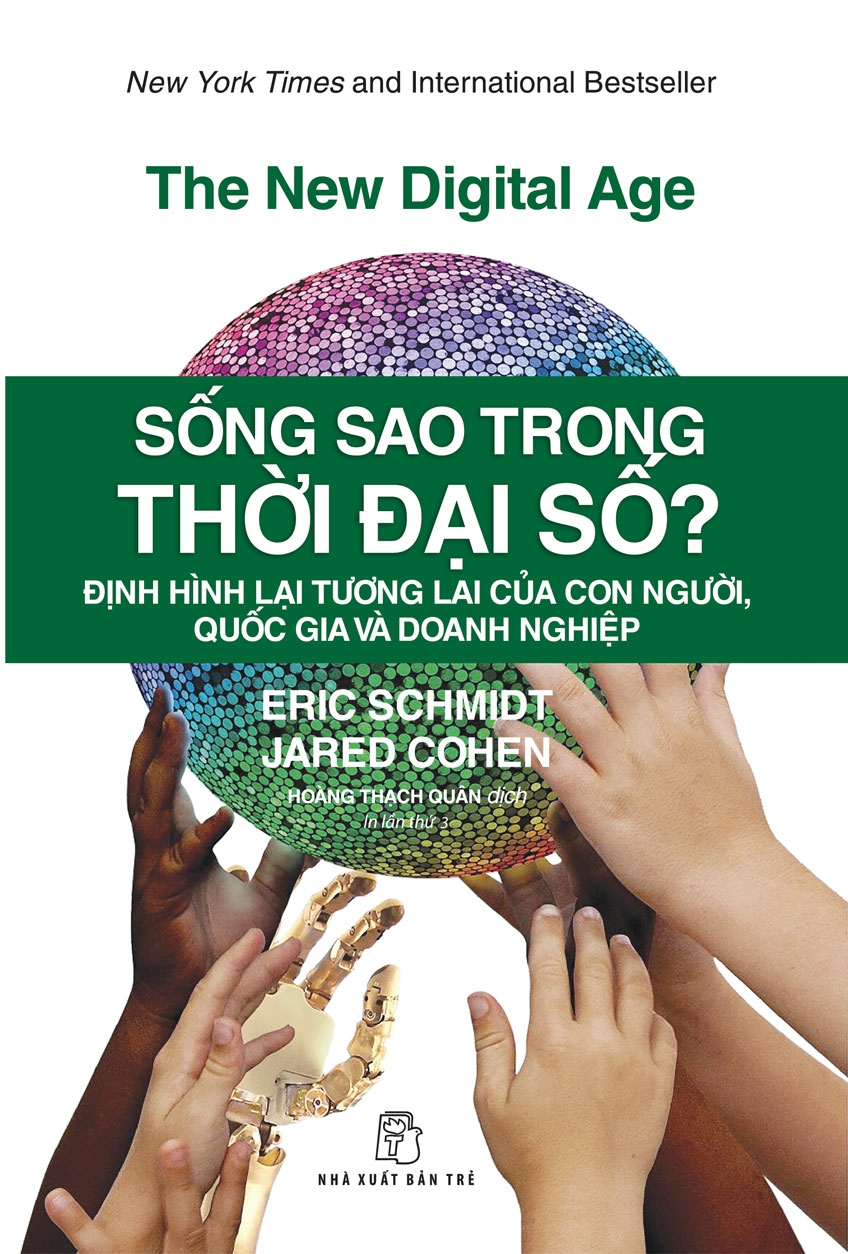 New York Times and International Bestseller
The New Digital Age
SỐNG SAO TRONG
THỜI ĐẠI SỐ?
ĐỊNH HÌNH LẠI TƯƠNG LAI CỦA CON NGƯỜI,
QUỐC GIA VÀ DOANH NGHIỆP
ERIC SCHMIDT
JARED COHEN
HOÀNG THẠCH QUÂN dịch
In lần thứ 3
T
NHÀ XUẤT BẢN TRẺ